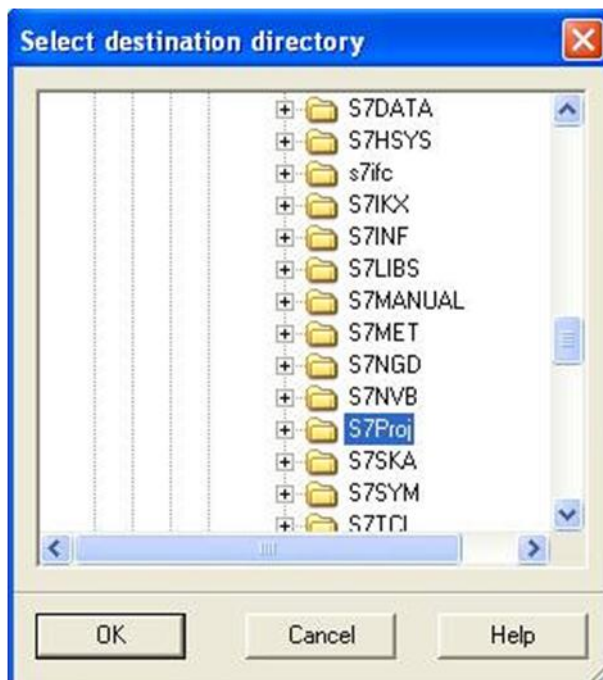 Select destination directory
S7DATA
S7HSYS
s7ifc
S7IKX
S7INF
S7LIBS
S7MANUAL
S7MET
S7NGD
S7NVB
S7Proj
S7SKA
S7SYM
S7TCI
OK Cancel Help